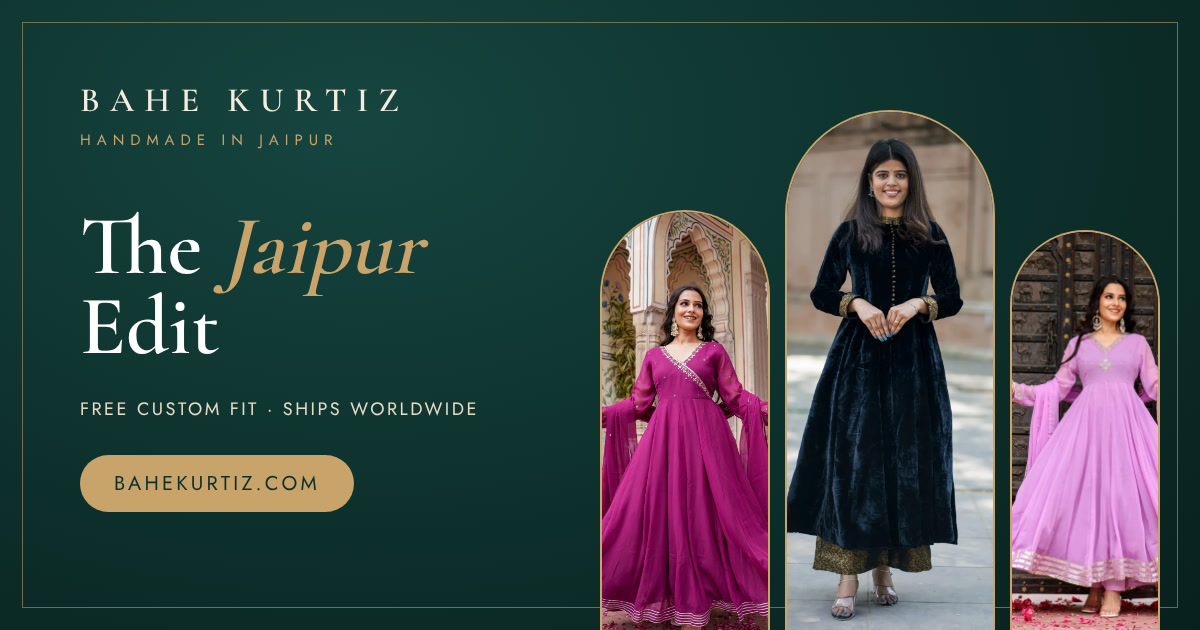 BAHE KURTIZ
HANDMADE IN JAIPUR
The Jaipur
Edit
FREE CUSTOM FIT · SHIPS WORLDWIDE
BAHEKURTIZ.COM